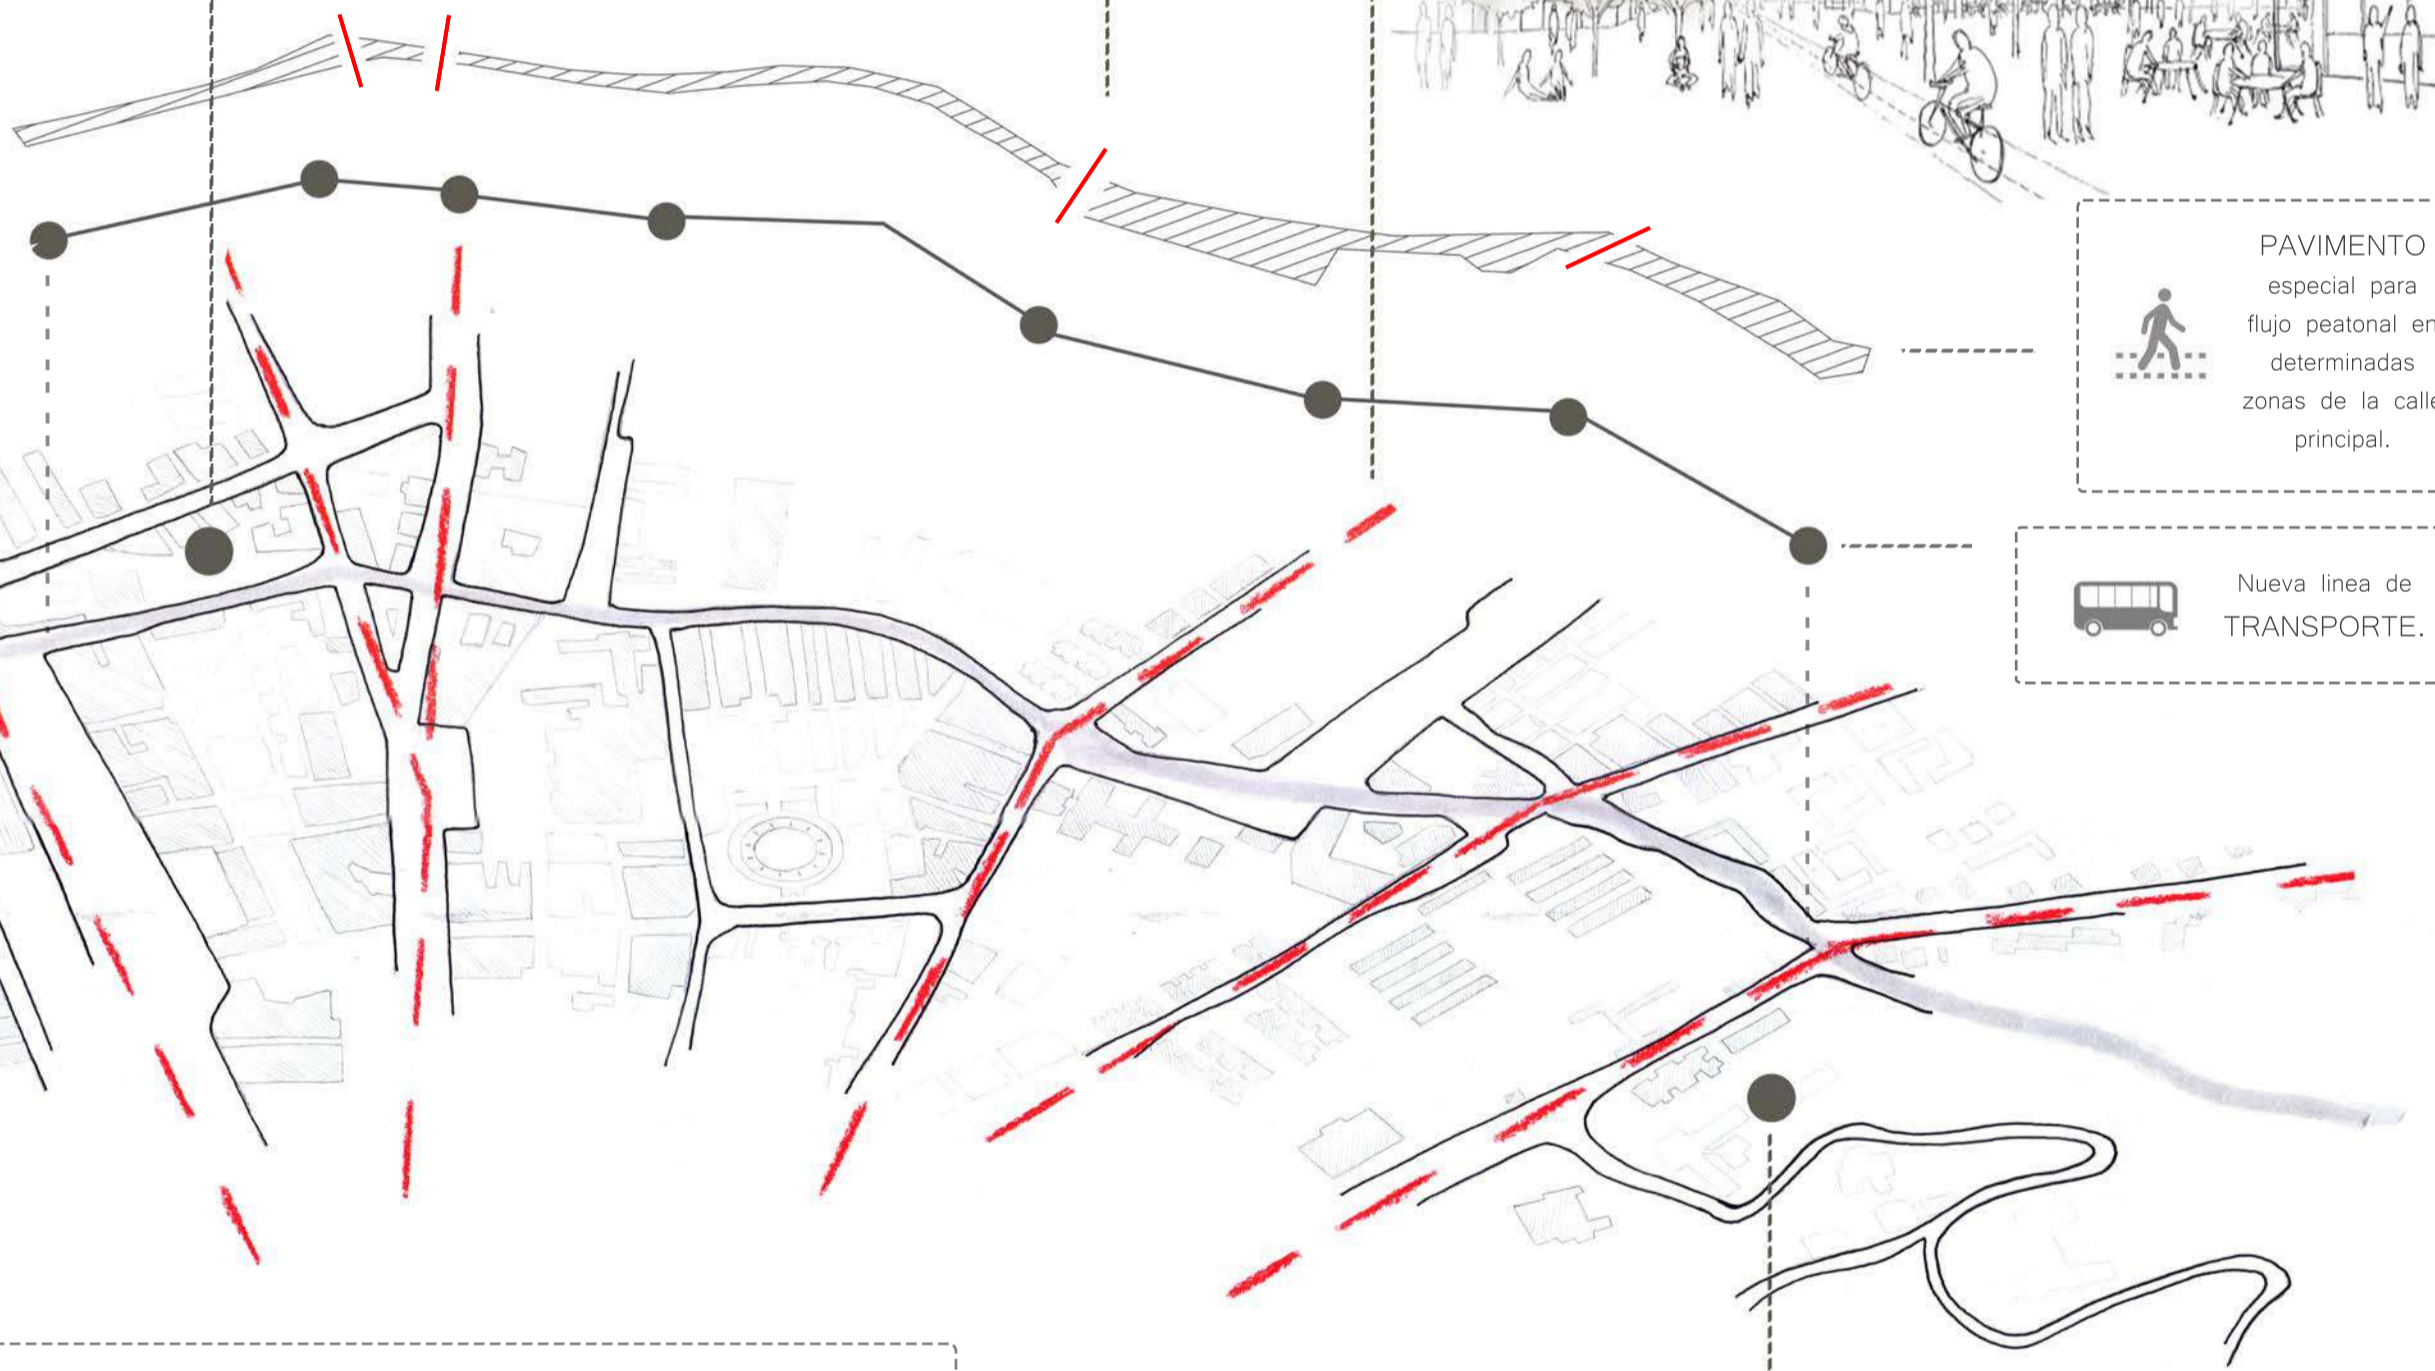 PAVIMENTO
especial para
flujo peatonal en
determinadas
zonas de la calle
principal.
Nueva linea de
TRANSPORTE.